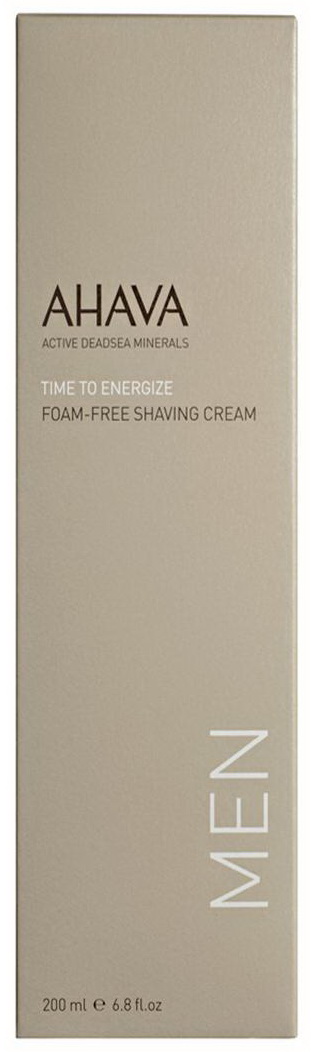 AHAVA
ACTIVE DEADSEA MINERALS
TIME TO ENERGIZE
FOAM-FREE SHAVING CREAM
MEN
200 ml ℮ 6.8 fl.oz